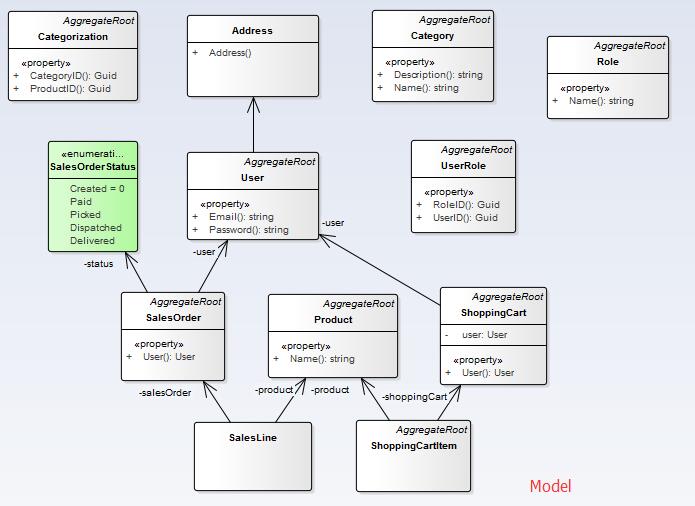 AggregateRoot
Categorization
«property»
+ CategoryID(): Guid
+ ProductID(): Guid
Address
+ Address()
AggregateRoot
Category
«property»
+ Description(): string
+ Name(): string
AggregateRoot
Role
«property»
+ Name(): string
«enumerati...
SalesOrderStatus
Created = 0
Paid
Picked
Dispatched
Delivered
AggregateRoot
User
«property»
+ Email(): string
+ Password(): string
AggregateRoot
UserRole
«property»
+ RoleID(): Guid
+ UserID(): Guid
-user
-user
-status
AggregateRoot
SalesOrder
«property»
+ User(): User
AggregateRoot
Product
«property»
+ Name(): string
AggregateRoot
ShoppingCart
- user: User
«property»
+ User(): User
-salesOrder
-product
-product
-shoppingCart
SalesLine
AggregateRoot
ShoppingCartItem
Model